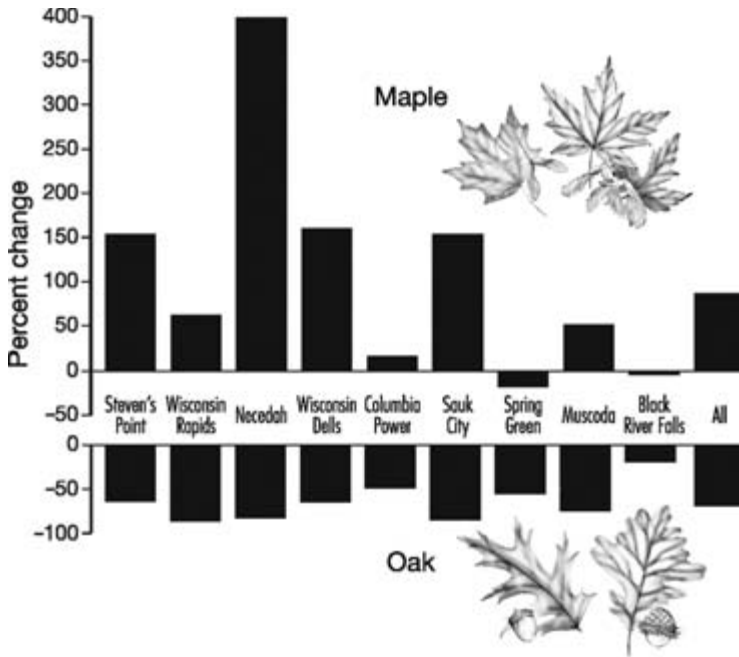 400
350
300
250
200
150
100
50
0
-50
Percent change
Maple
Steven's
Point
Wisconsin
Rapids
Necedah
Wisconsin
Dells
Columbia
Power
Sauk
City
Spring
Green
Muscoda
Black
River Falls
All
0
-50
-100
Oak